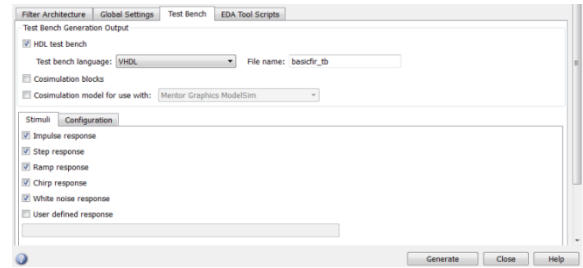 Filter Architecture Global Settings Test Bench EDA Tool Scripts
Test Bench Generation Output
HDL test bench
Test bench language: VHDL File name: basicfir_tb
Cosimulation blocks
Cosimulation model for use with: Mentor Graphics ModelSim
Stimuli Configuration
Impulse response
Step response
Ramp response
Chirp response
White noise response
User defined response
Generate Close Help